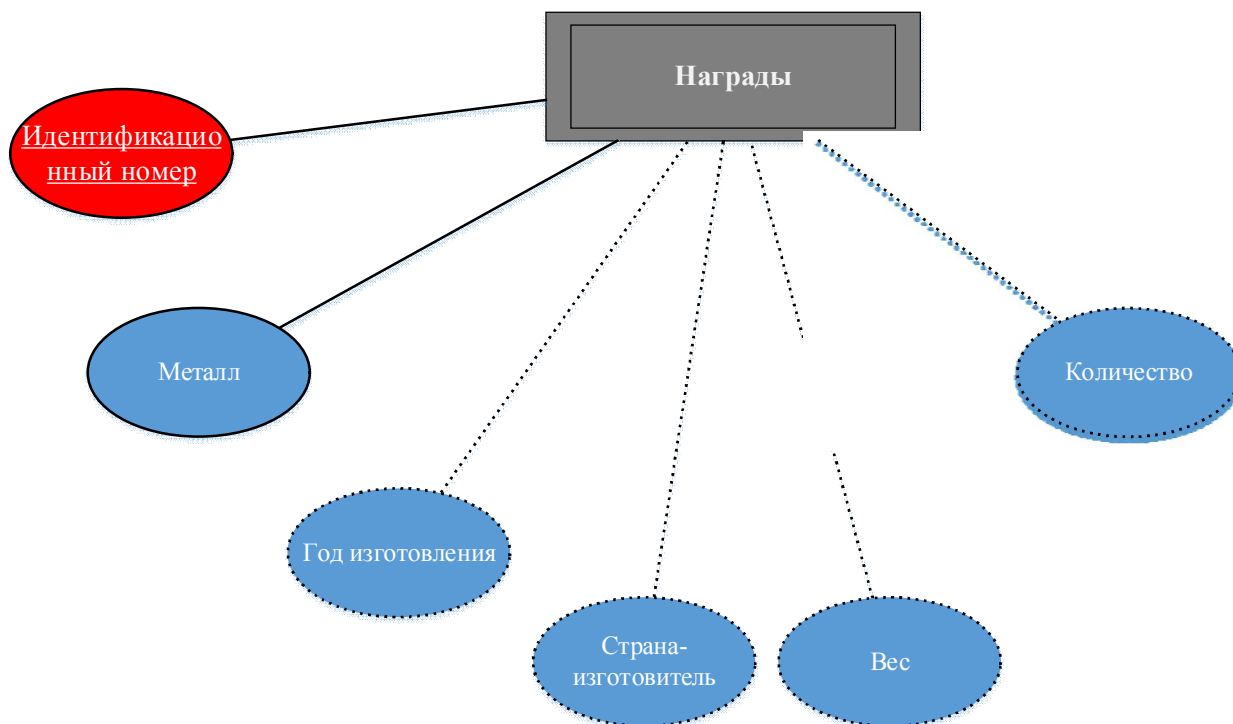 Награды
Идентификацио
нный номер
Металл
Количество
Год изготовления
Страна-
изготовитель
Вес